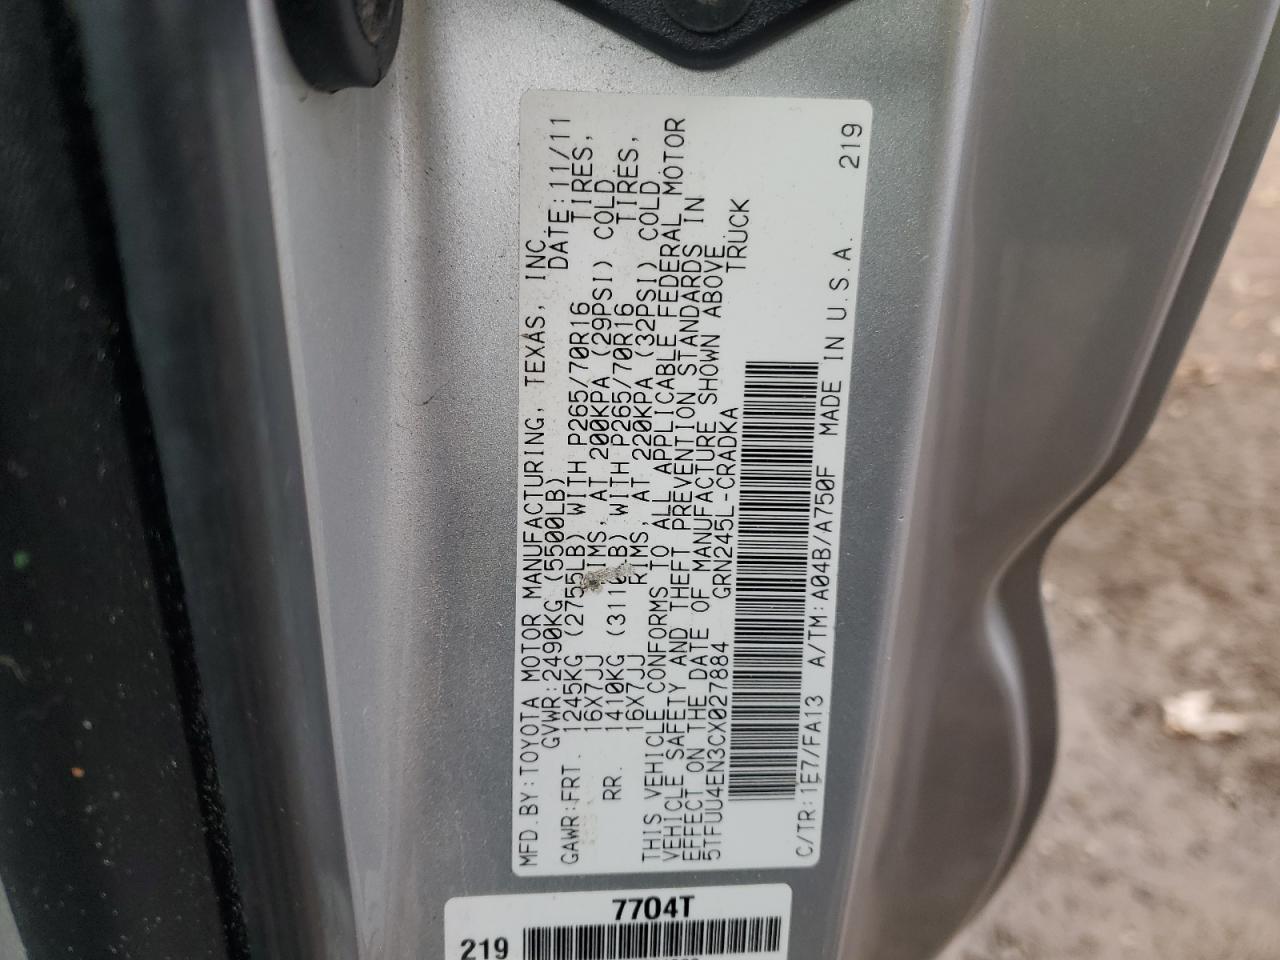 MFD.BY:TOYOTA MOTOR MANUFACTURING, TEXAS, INC.
GVWR:2490KG (5500LB) DATE:11/11
GAWR:FRT. 1245KG (2755LB) WITH P265/70R16 TIRES,
16X7JJ RIMS, AT 200KPA (29PSI) COLD
RR. 1410KG (3110LB) WITH P265/70R16 TIRES,
16X7JJ RIMS, AT 220KPA (32PSI) COLD
THIS VEHICLE CONFORMS TO ALL APPLICABLE FEDERAL MOTOR
VEHICLE SAFETY AND THEFT PREVENTION STANDARDS IN
EFFECT ON THE DATE OF MANUFACTURE SHOWN ABOVE.
5TFUU4EN3CX027884 GRN245L-CRADKA TRUCK
C/TR:1E7/FA13 A/TM:A04B/A750F MADE IN U.S.A. 219
7704T
219